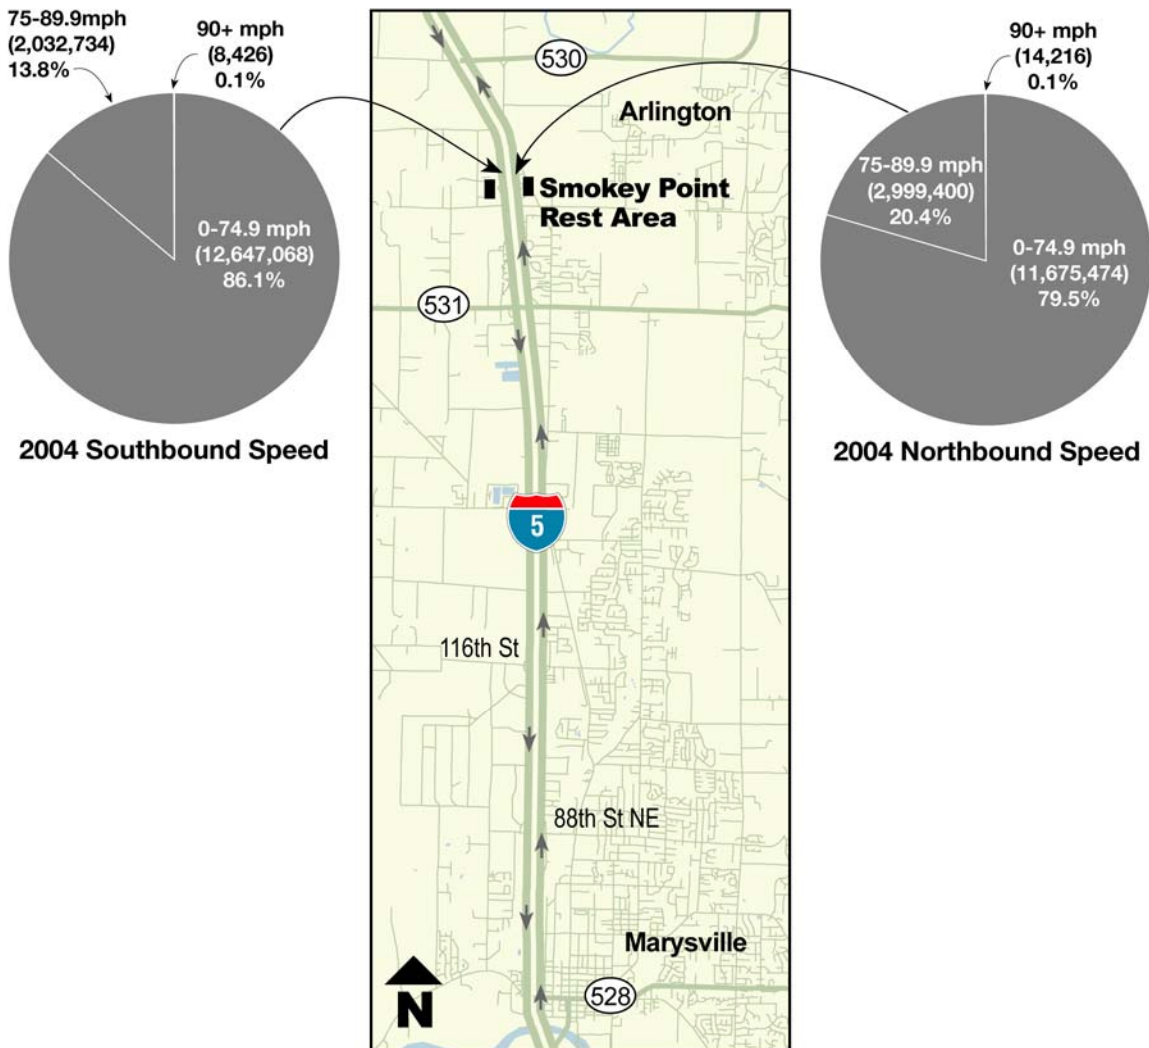 75-89.9mph
(2,032,734)
13.8%
90+ mph
(8,426)
0.1%
0-74.9 mph
(12,647,068)
86.1%
2004 Southbound Speed
530
Arlington
Smokey Point
Rest Area
531
5
116th St
88th St NE
Marysville
528
N
90+ mph
(14,216)
0.1%
75-89.9 mph
(2,999,400)
20.4%
0-74.9 mph
(11,675,474)
79.5%
2004 Northbound Speed